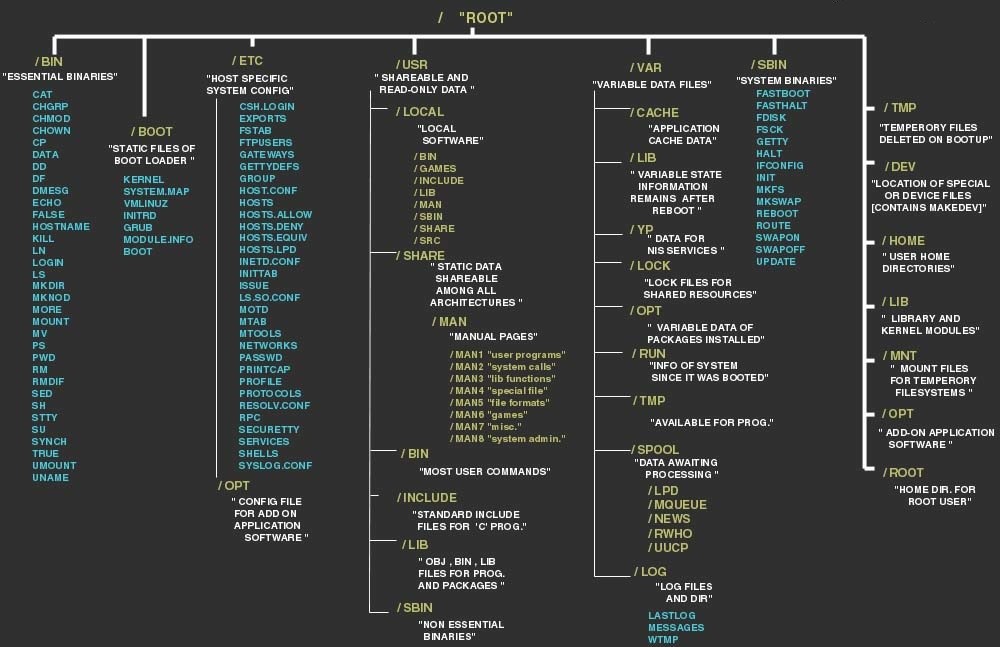 / "ROOT"
/BIN
"ESSENTIAL BINARIES"
CAT
CHGRP
CHMOD
CHOWN
CP
DATA
DD
DF
DMESG
ECHO
FALSE
HOSTNAME
KILL
LN
LOGIN
LS
MKDIR
MKNOD
MORE
MOUNT
MV
PS
PWD
RM
RMDIF
SED
SH
STTY
SU
SYNCH
TRUE
UMOUNT
UNAME
/BOOT
"STATIC FILES OF
BOOT LOADER "
KERNEL
SYSTEM.MAP
VMLINUZ
INITRD
GRUB
MODULE.INFO
BOOT
/ ETC
"HOST SPECIFIC
SYSTEM CONFIG"
CSH.LOGIN
EXPORTS
FSTAB
FTPUSERS
GATEWAYS
GETTYDEFS
GROUP
HOST.CONF
HOSTS
HOSTS.ALLOW
HOSTS.DENY
HOSTS.EQUIV
HOSTS.LPD
INETD.CONF
INITTAB
ISSUE
LS.SO.CONF
MOTD
MTAB
MTOOLS
NETWORKS
PASSWD
PRINTCAP
PROFILE
PROTOCOLS
RESOLV.CONF
RPC
SECURETTY
SERVICES
SHELLS
SYSLOG.CONF
/OPT
" CONFIG FILE
FOR ADD ON
APPLICATION
SOFTWARE "
/USR
" SHAREABLE AND
READ-ONLY DATA "
/LOCAL
"LOCAL
SOFTWARE"
/BIN
/GAMES
/INCLUDE
/LIB
/MAN
/SBIN
/SHARE
/SRC
/SHARE
" STATIC DATA
SHAREABLE
AMONG ALL
ARCHITECTURES "
/MAN
"MANUAL PAGES"
/MAN1 "user programs"
/MAN2 "system calls"
/MAN3 "lib functions"
/MAN4 "special file"
/MAN5 "file formats"
/MAN6 "games"
/MAN7 "misc."
/MAN8 "system admin."
/BIN
"MOST USER COMMANDS"
/INCLUDE
"STANDARD INCLUDE
FILES FOR 'C' PROG."
/LIB
" OBJ , BIN , LIB
FILES FOR PROG.
AND PACKAGES "
/SBIN
"NON ESSENTIAL
BINARIES"
/VAR
"VARIABLE DATA FILES"
/CACHE
"APPLICATION
CACHE DATA"
/LIB
" VARIABLE STATE
INFORMATION
REMAINS AFTER
REBOOT "
/YP
" DATA FOR
NIS SERVICES "
/LOCK
"LOCK FILES FOR
SHARED RESOURCES"
/OPT
" VARIABLE DATA OF
PACKAGES INSTALLED"
/RUN
"INFO OF SYSTEM
SINCE IT WAS BOOTED"
/TMP
"AVAILABLE FOR PROG."
/SPOOL
"DATA AWAITING
PROCESSING "
/LPD
/MQUEUE
/NEWS
/RWHO
/UUCP
/LOG
"LOG FILES
AND DIR"
LASTLOG
MESSAGES
WTMP
/SBIN
"SYSTEM BINARIES"
FASTBOOT
FASTHALT
FDISK
FSCK
GETTY
HALT
IFCONFIG
INIT
MKFS
MKSWAP
REBOOT
ROUTE
SWAPON
SWAPOFF
UPDATE
/TMP
"TEMPERORY FILES
DELETED ON BOOTUP"
/DEV
"LOCATION OF SPECIAL
OR DEVICE FILES
[CONTAINS MAKEDEV]"
/HOME
" USER HOME
DIRECTORIES"
/LIB
" LIBRARY AND
KERNEL MODULES"
/MNT
" MOUNT FILES
FOR TEMPERORY
FILESYSTEMS "
/OPT
" ADD-ON APPLICATION
SOFTWARE "
/ROOT
"HOME DIR. FOR
ROOT USER"